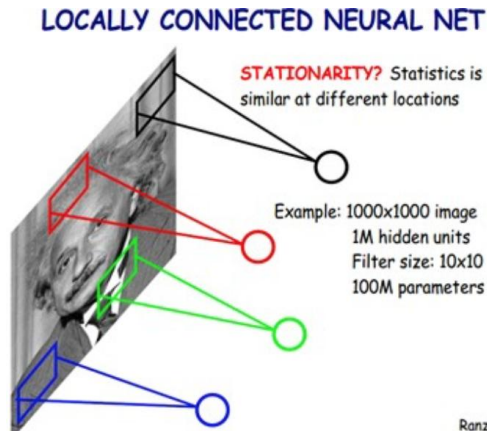 LOCALLY CONNECTED NEURAL NET
STATIONARITY? Statistics is
similar at different locations
Example: 1000x1000 image
1M hidden units
Filter size: 10x10
100M parameters
Ranz